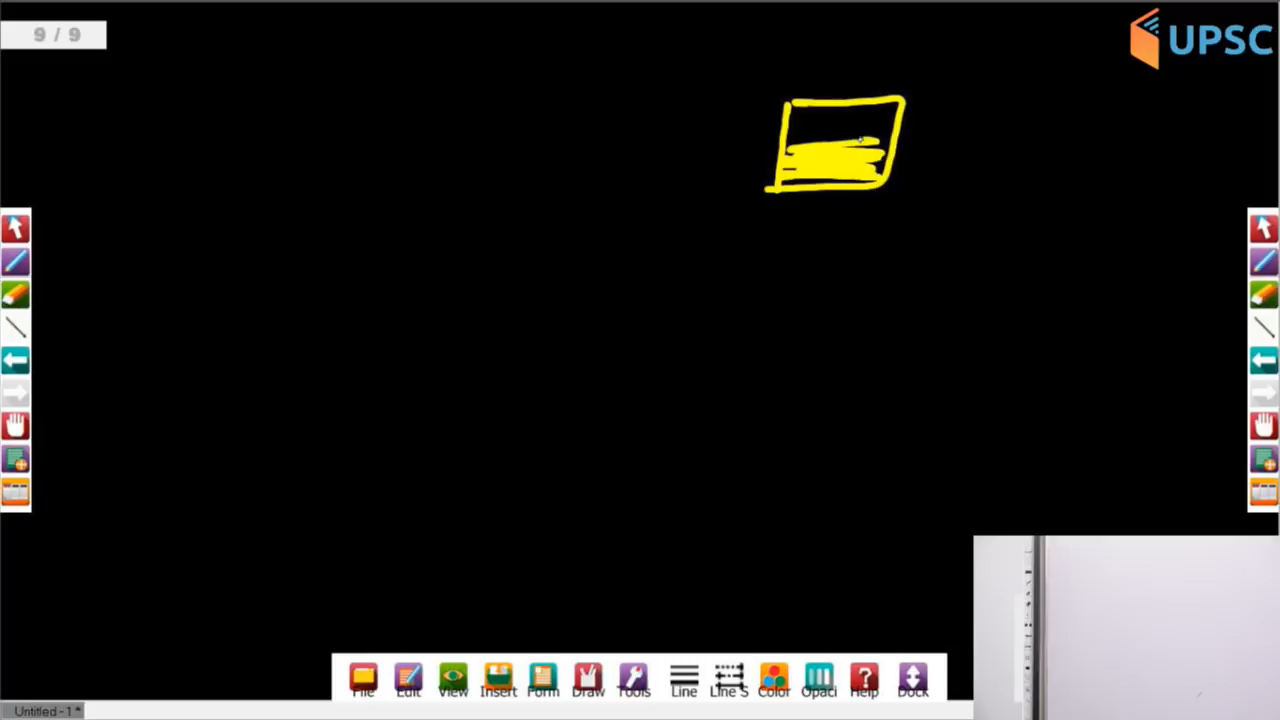 9 / 9
UPSC
File Edit View Insert Form Draw Tools Line Line S Color Opaci Help Dock
Untitled - 1 *